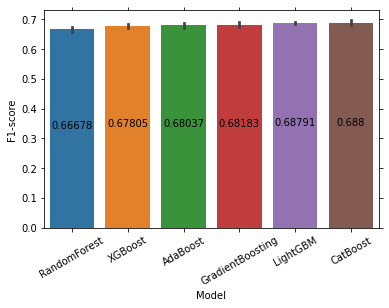 F1-score
0.7
0.6
0.5
0.4
0.3
0.2
0.1
0.0
0.66678 0.67805 0.68037 0.68183 0.68791 0.688
RandomForest XGBoost AdaBoost GradientBoosting LightGBM CatBoost
Model